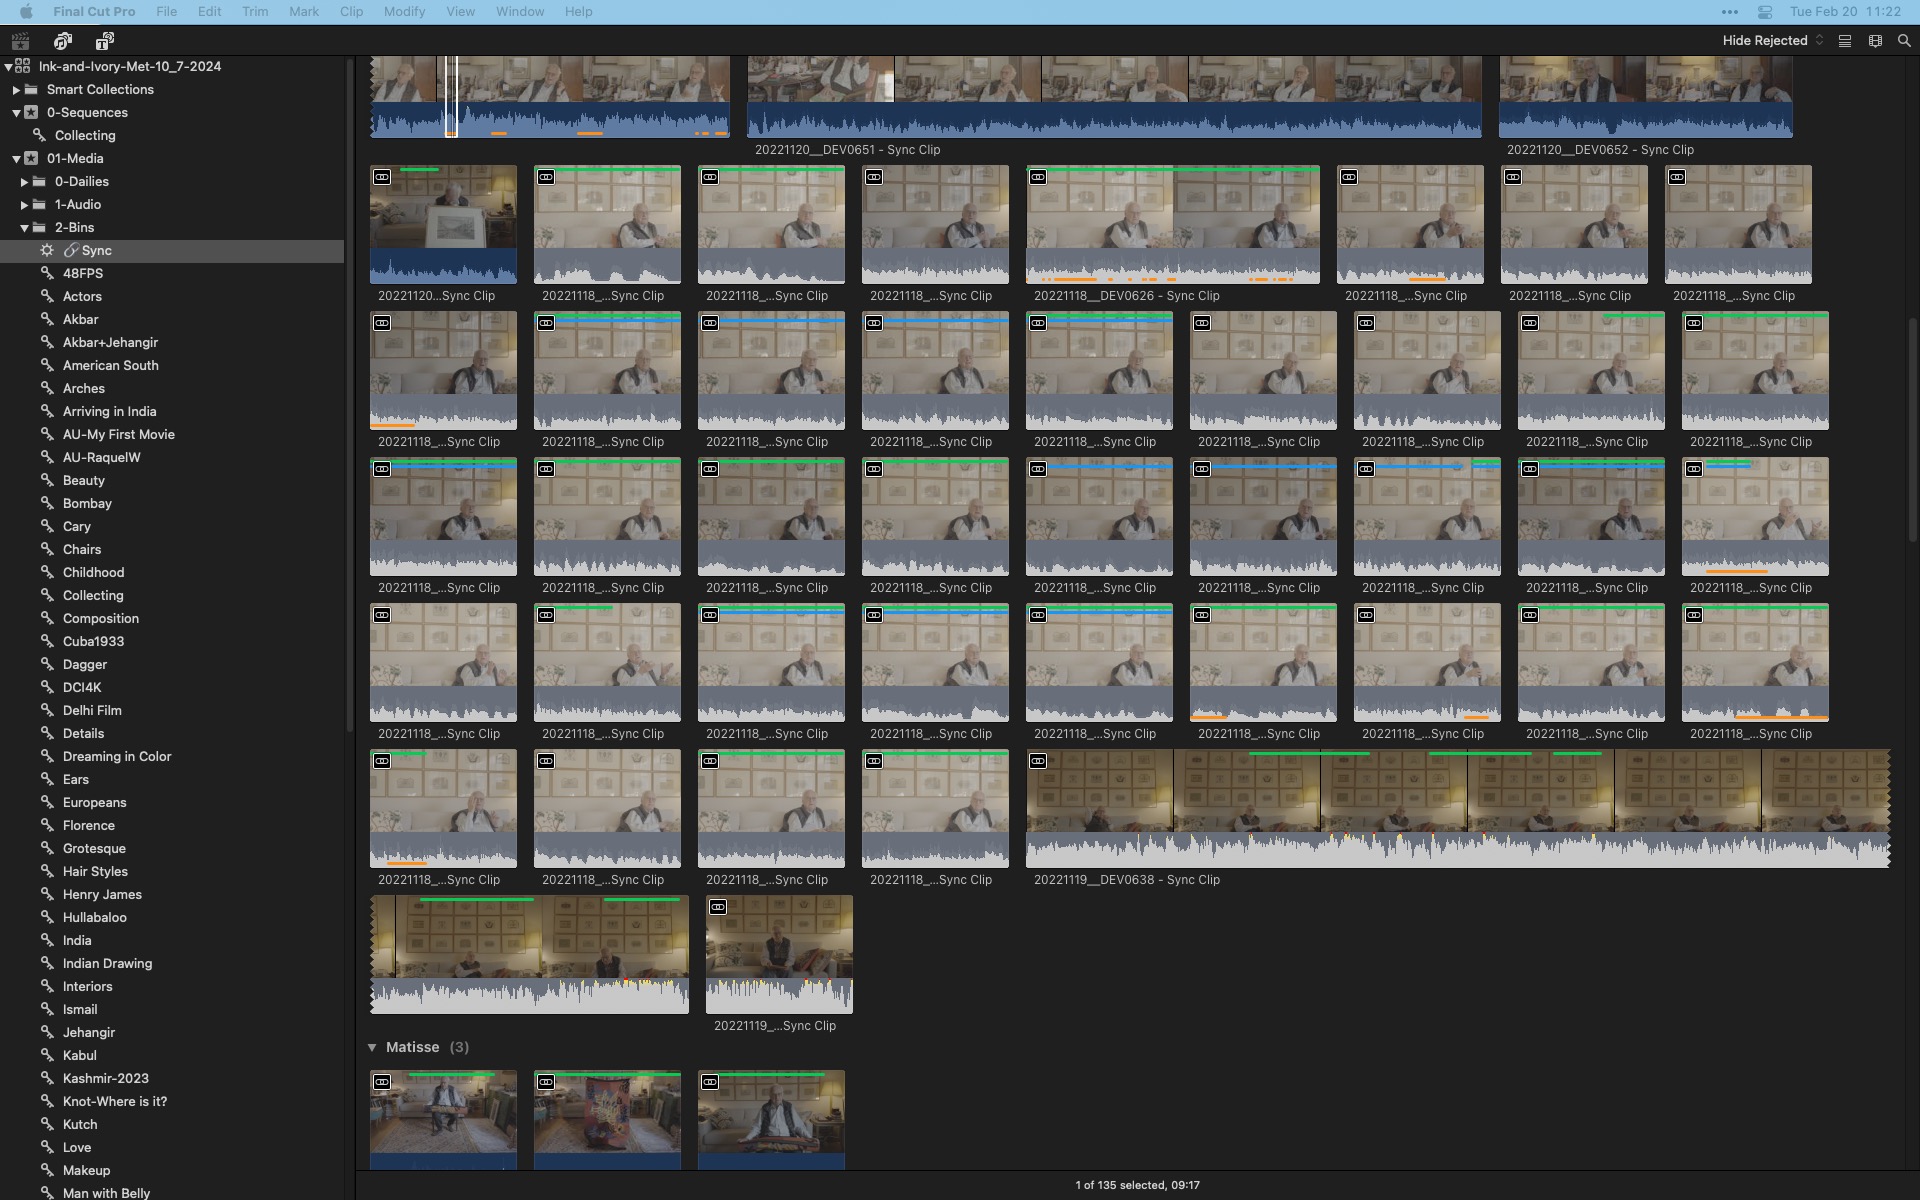 Final Cut Pro File Edit Trim Mark Clip Modify View Window Help ••• Tue Feb 20 11:22
Hide Rejected
Ink-and-Ivory-Met-10_7-2024
Smart Collections
0-Sequences
Collecting
01-Media
0-Dailies
1-Audio
2-Bins
Sync
48FPS
Actors
Akbar
Akbar+Jehangir
American South
Arches
Arriving in India
AU-My First Movie
AU-RaquelW
Beauty
Bombay
Cary
Chairs
Childhood
Collecting
Composition
Cuba1933
Dagger
DCI4K
Delhi Film
Details
Dreaming in Color
Ears
Europeans
Florence
Grotesque
Hair Styles
Henry James
Hullabaloo
India
Indian Drawing
Interiors
Ismail
Jehangir
Kabul
Kashmir-2023
Knot-Where is it?
Kutch
Love
Makeup
Man with Belly
20221120__DEV0651 - Sync Clip 20221120__DEV0652 - Sync Clip
20221120...Sync Clip 20221118_...Sync Clip 20221118_...Sync Clip 20221118_...Sync Clip 20221118__DEV0626 - Sync Clip 20221118_...Sync Clip 20221118_...Sync Clip 20221118_...Sync Clip
20221118_...Sync Clip 20221118_...Sync Clip 20221118_...Sync Clip 20221118_...Sync Clip 20221118_...Sync Clip 20221118_...Sync Clip 20221118_...Sync Clip 20221118_...Sync Clip 20221118_...Sync Clip
20221118_...Sync Clip 20221118_...Sync Clip 20221118_...Sync Clip 20221118_...Sync Clip 20221118_...Sync Clip 20221118_...Sync Clip 20221118_...Sync Clip 20221118_...Sync Clip 20221118_...Sync Clip
20221118_...Sync Clip 20221118_...Sync Clip 20221118_...Sync Clip 20221118_...Sync Clip 20221118_...Sync Clip 20221118_...Sync Clip 20221118_...Sync Clip 20221118_...Sync Clip 20221118_...Sync Clip
20221118_...Sync Clip 20221118_...Sync Clip 20221118_...Sync Clip 20221118_...Sync Clip 20221119__DEV0638 - Sync Clip
20221119_...Sync Clip
Matisse (3)
1 of 135 selected, 09:17